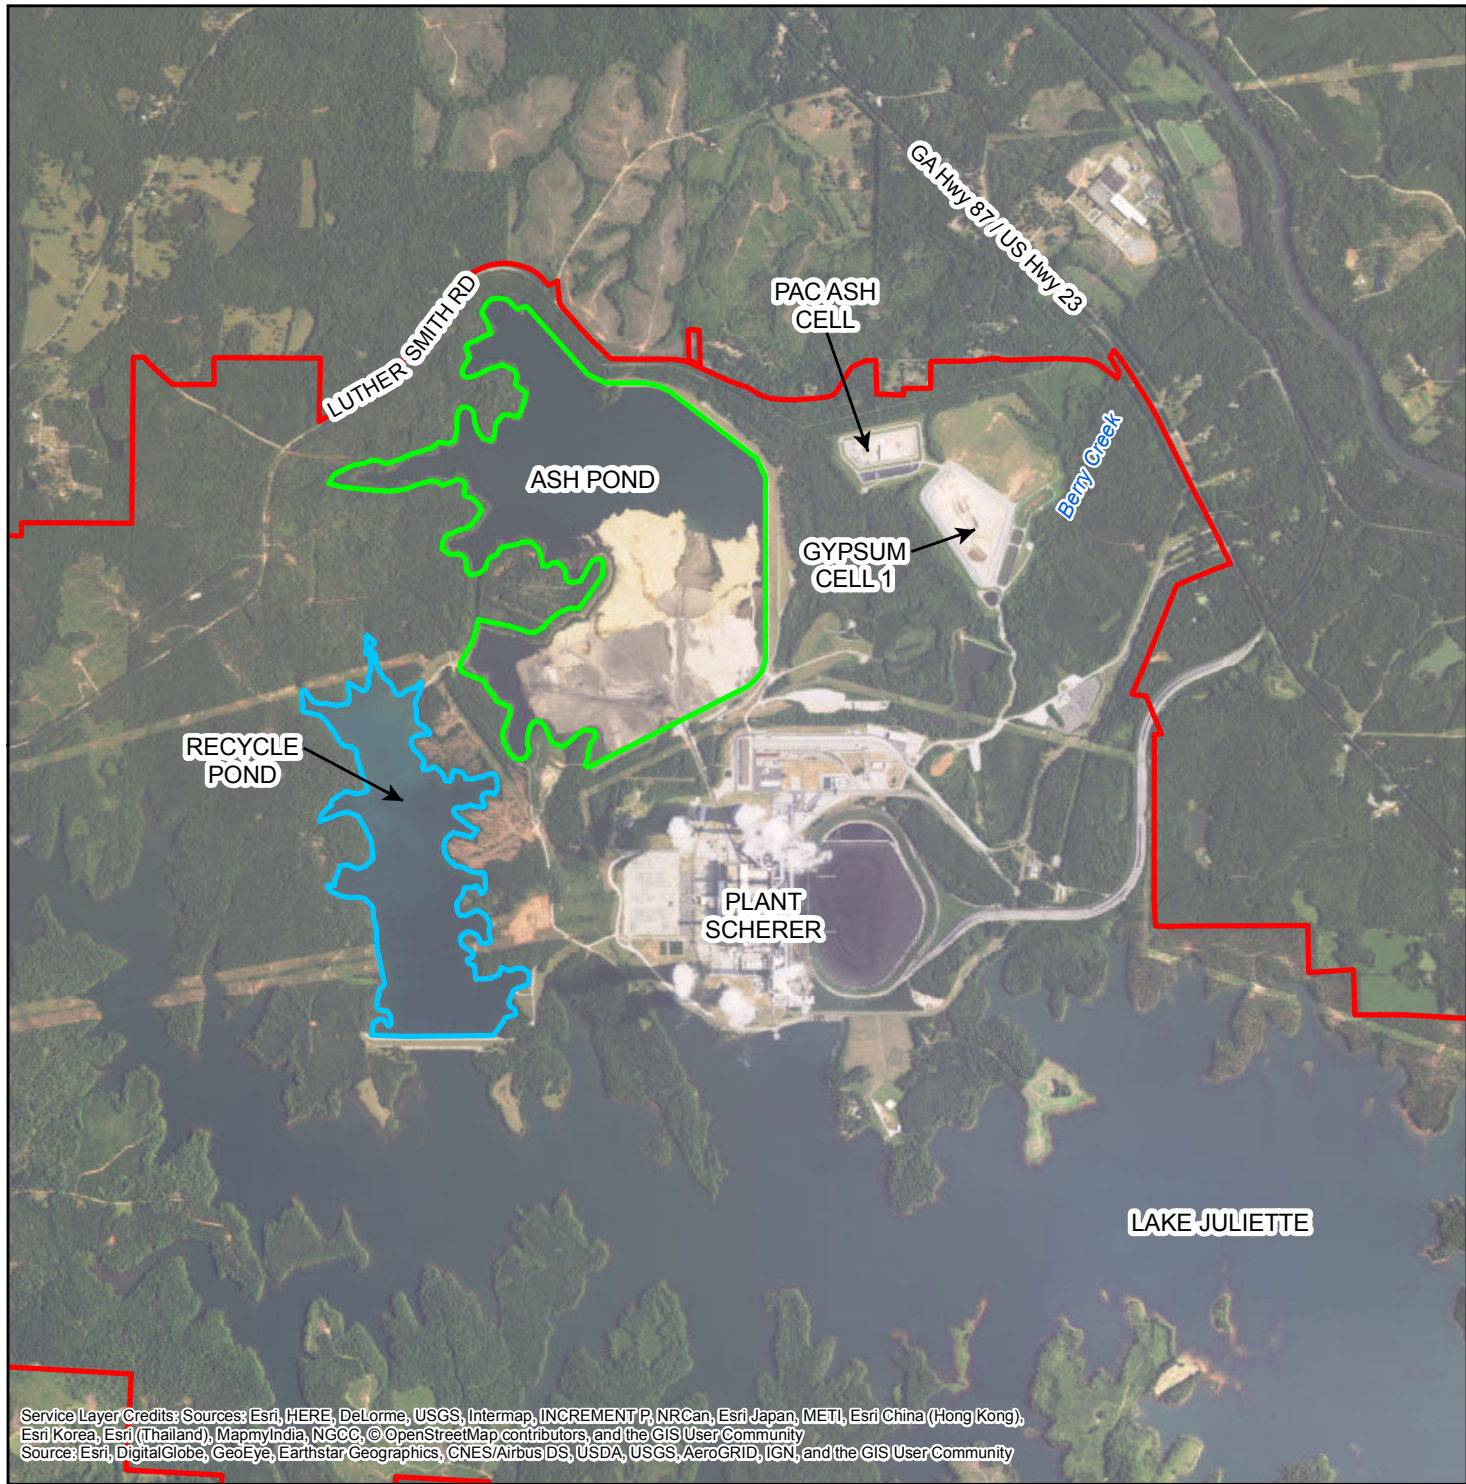 GA Hwy 87 / US Hwy 23
LUTHER SMITH RD
PAC ASH
CELL
ASH POND
Berry Creek
GYPSUM
CELL 1
RECYCLE
POND
PLANT
SCHERER
LAKE JULIETTE
Service Layer Credits: Sources: Esri, HERE, DeLorme, USGS, Intermap, INCREMENT P, NRCan, Esri Japan, METI, Esri China (Hong Kong),
Esri Korea, Esri (Thailand), MapmyIndia, NGCC, © OpenStreetMap contributors, and the GIS User Community
Source: Esri, DigitalGlobe, GeoEye, Earthstar Geographics, CNES/Airbus DS, USDA, USGS, AeroGRID, IGN, and the GIS User Community